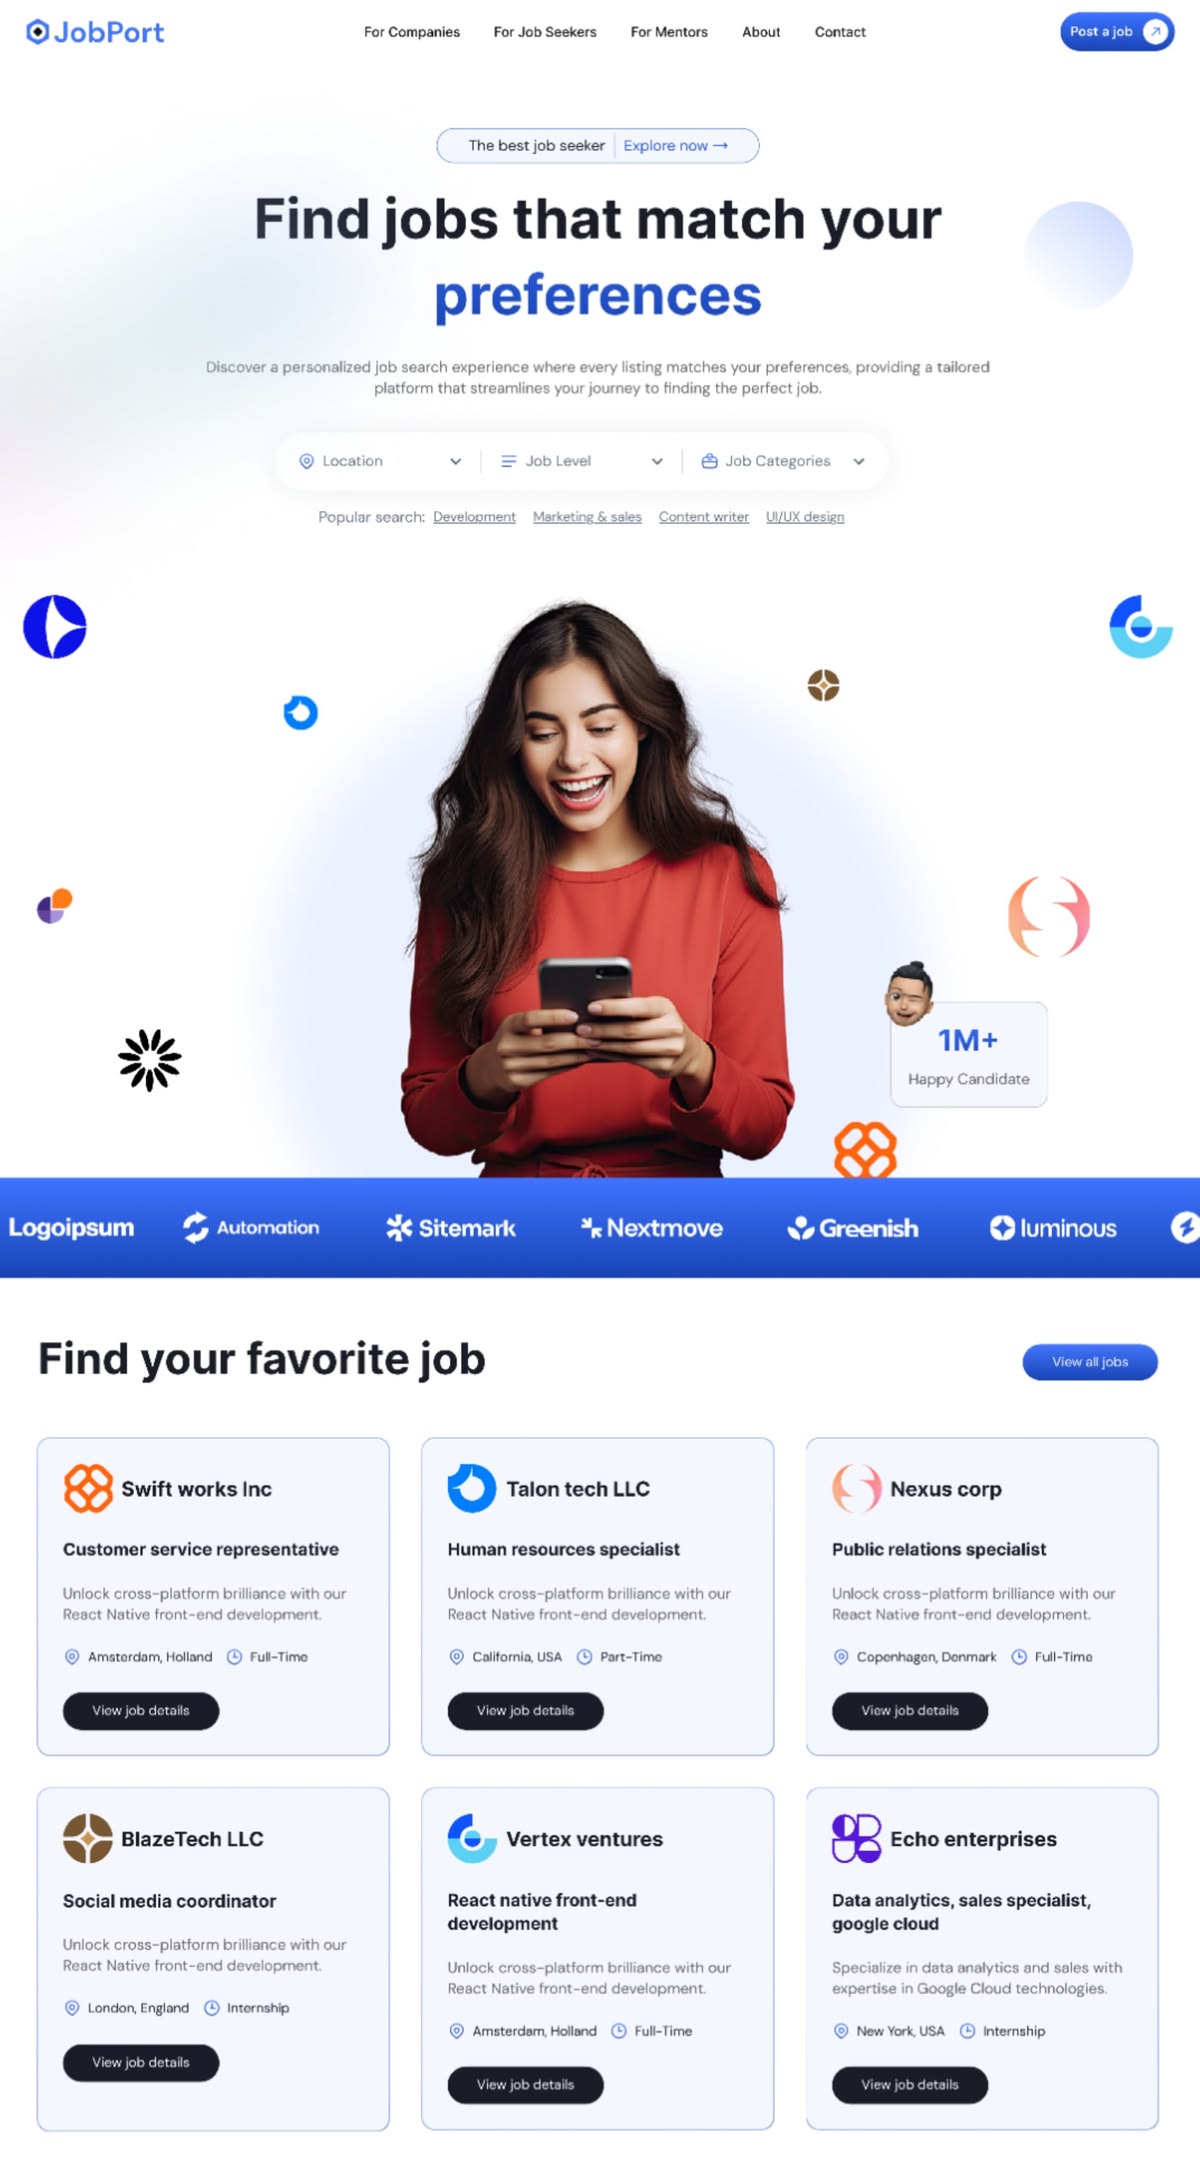 JobPort
For Companies
For Job Seekers
For Mentors
About
Contact
Post a job
The best job seeker
Explore now →
Find jobs that match your
preferences
Discover a personalized job search experience where every listing matches your preferences, providing a tailored
platform that streamlines your journey to finding the perfect job.
Location
Job Level
Job Categories
Popular search: Development Marketing & sales Content writer UI/UX design
1M+
Happy Candidate
Logoipsum
Automation
Sitemark
Nextmove
Greenish
luminous
Find your favorite job
View all jobs
Swift works Inc
Customer service representative
Unlock cross-platform brilliance with our
React Native front-end development.
Amsterdam, Holland
Full-Time
View job details
Talon tech LLC
Human resources specialist
Unlock cross-platform brilliance with our
React Native front-end development.
California, USA
Part-Time
View job details
Nexus corp
Public relations specialist
Unlock cross-platform brilliance with our
React Native front-end development.
Copenhagen, Denmark
Full-Time
View job details
BlazeTech LLC
Social media coordinator
Unlock cross-platform brilliance with our
React Native front-end development.
London, England
Internship
View job details
Vertex ventures
React native front-end
development
Unlock cross-platform brilliance with our
React Native front-end development.
Amsterdam, Holland
Full-Time
View job details
Echo enterprises
Data analytics, sales specialist,
google cloud
Specialize in data analytics and sales with
expertise in Google Cloud technologies.
New York, USA
Internship
View job details